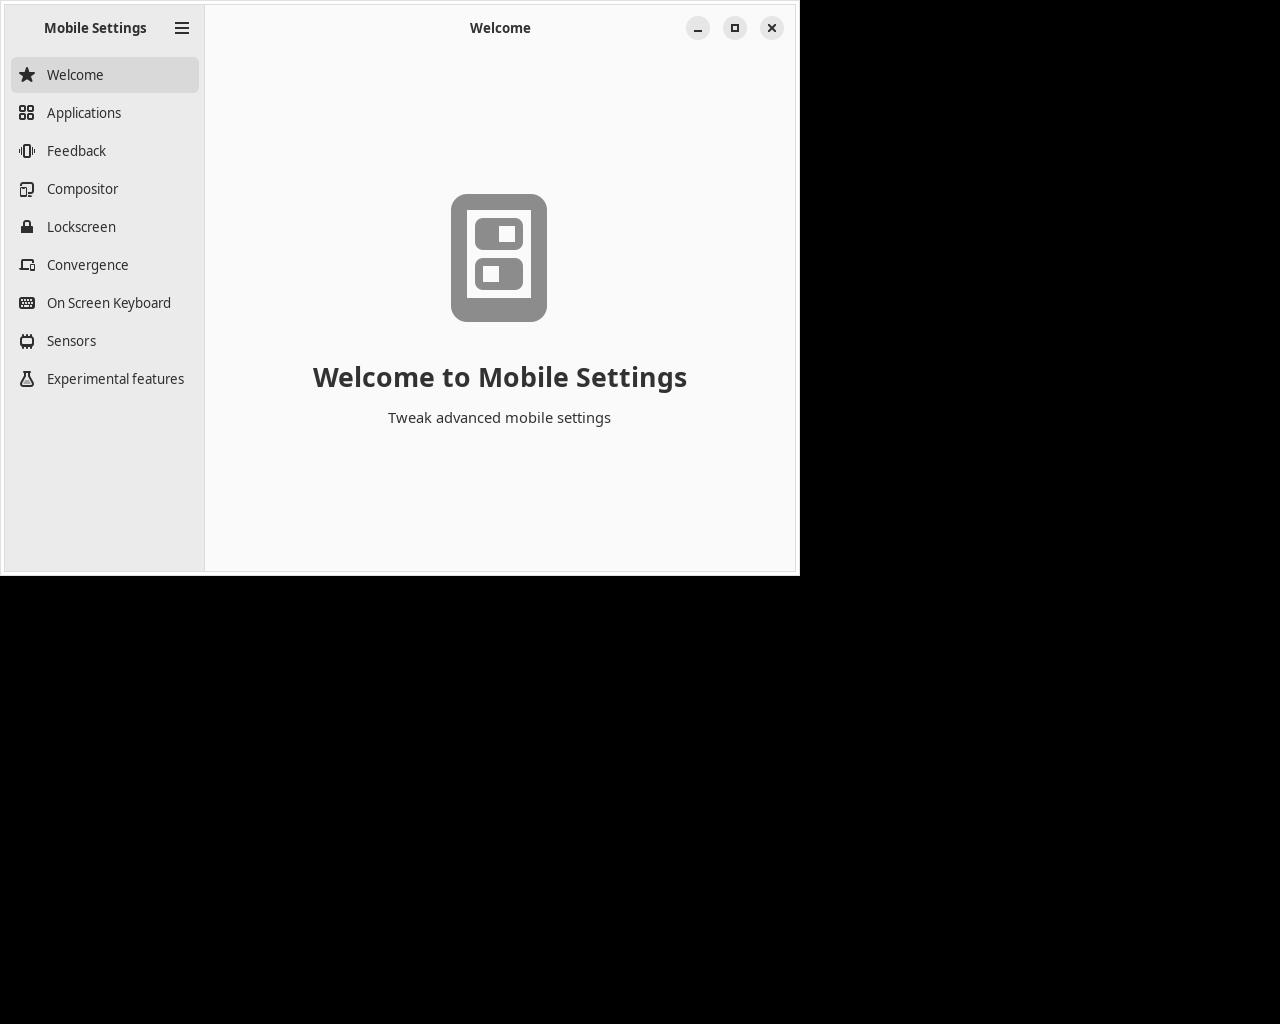 Mobile Settings
Welcome
Welcome
Applications
Feedback
Compositor
Lockscreen
Convergence
On Screen Keyboard
Sensors
Experimental features
Welcome to Mobile Settings
Tweak advanced mobile settings